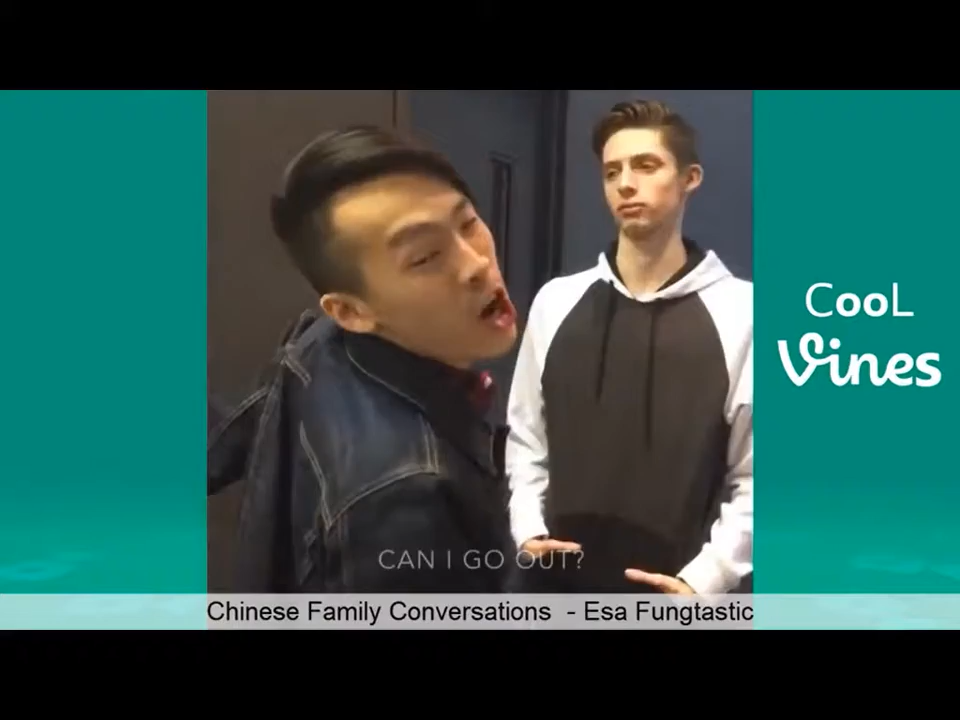 CooL
Vines
CAN I GO OUT?
Chinese Family Conversations - Esa Fungtastic